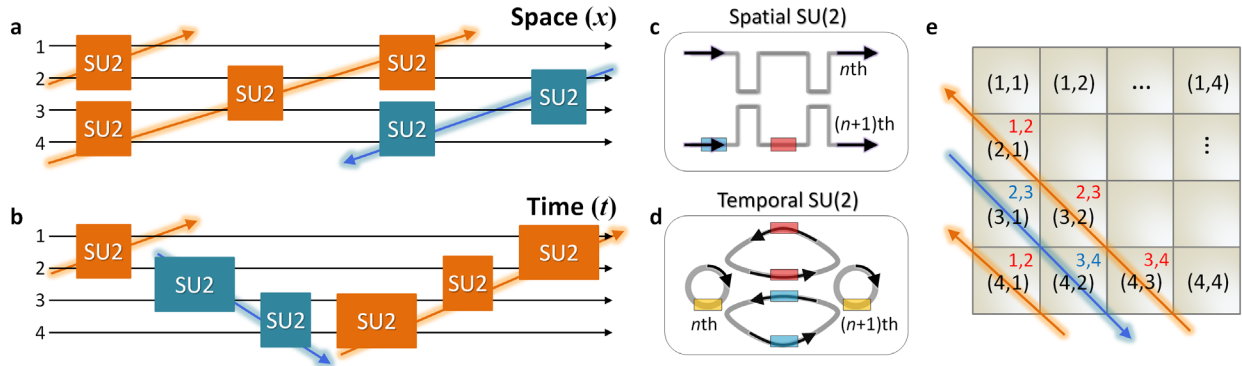 a
Space (x)
1
2
3
4
SU2
SU2
SU2
SU2
SU2
SU2
b
Time (t)
1
2
3
4
SU2
SU2
SU2
SU2
SU2
SU2
c
Spatial SU(2)
nth
(n+1)th
d
Temporal SU(2)
nth
(n+1)th
e
(1,1) (1,2) ... (1,4)
1,2
(2,1) ⋮
2,3 2,3
(3,1) (3,2)
1,2 3,4 3,4
(4,1) (4,2) (4,3) (4,4)